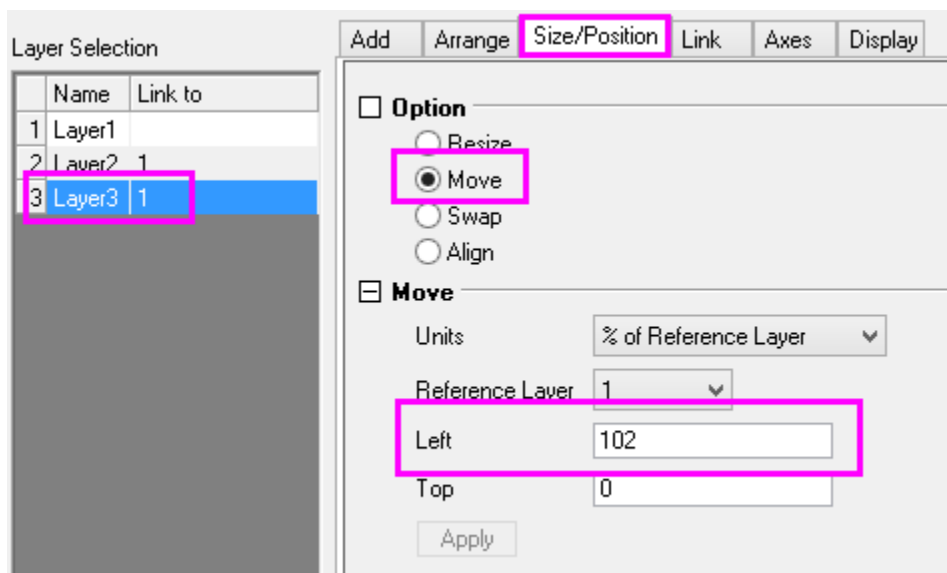 Layer Selection
Name Link to
1 Layer1
2 Layer2 1
3 Layer3 1
Add Arrange Size/Position Link Axes Display
Option
Resize
Move
Swap
Align
Move
Units % of Reference Layer
Reference Layer 1
Left 102
Top 0
Apply